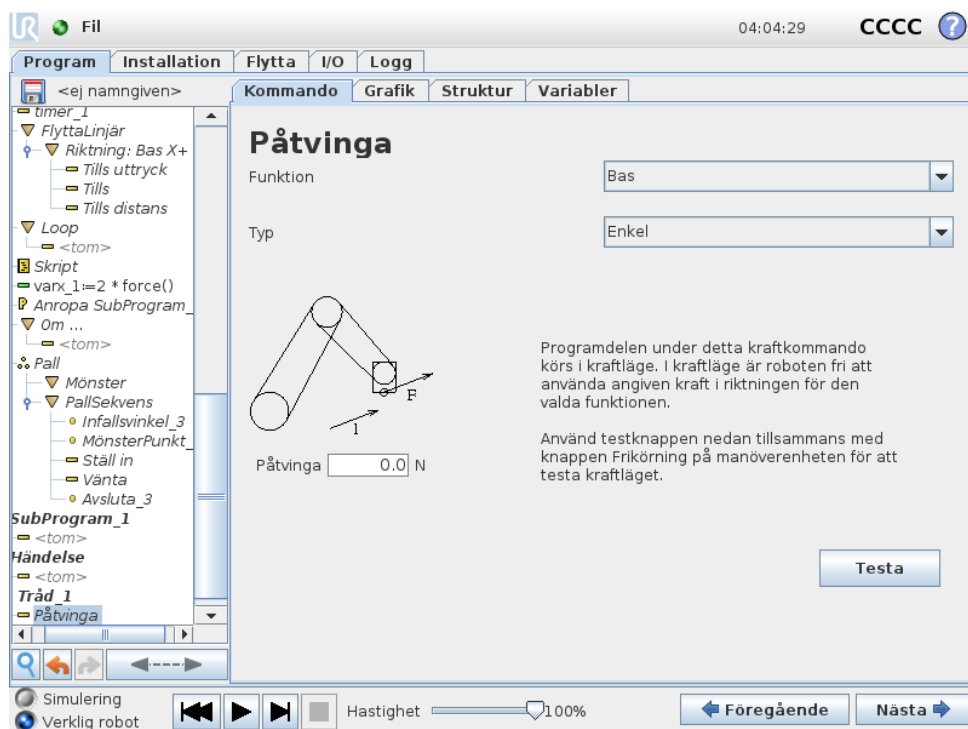 UR Fil 04:04:29 CCCC ?
Program Installation Flytta I/O Logg
<ej namngiven>
Kommando Grafik Struktur Variabler
timer_1
FlyttaLinjär
Riktning: Bas X+
Tills uttryck
Tills
Tills distans
Loop
<tom>
Skript
varx_1:=2 * force()
Anropa SubProgram_
Om ...
<tom>
Pall
Mönster
PallSekvens
Infallsvinkel_3
MönsterPunkt_
Ställ in
Vänta
Avsluta_3
SubProgram_1
<tom>
Händelse
<tom>
Tråd_1
Påtvinga
Påtvinga
Funktion Bas
Typ Enkel
F
1
Påtvinga 0.0 N
Programdelen under detta kraftkommando
körs i kraftläge. I kraftläge är roboten fri att
använda angiven kraft i riktningen för den
valda funktionen.
Använd testknappen nedan tillsammans med
knappen Frikörning på manöverenheten för att
testa kraftläget.
Testa
Simulering
Verklig robot
Hastighet 100%
Föregående Nästa